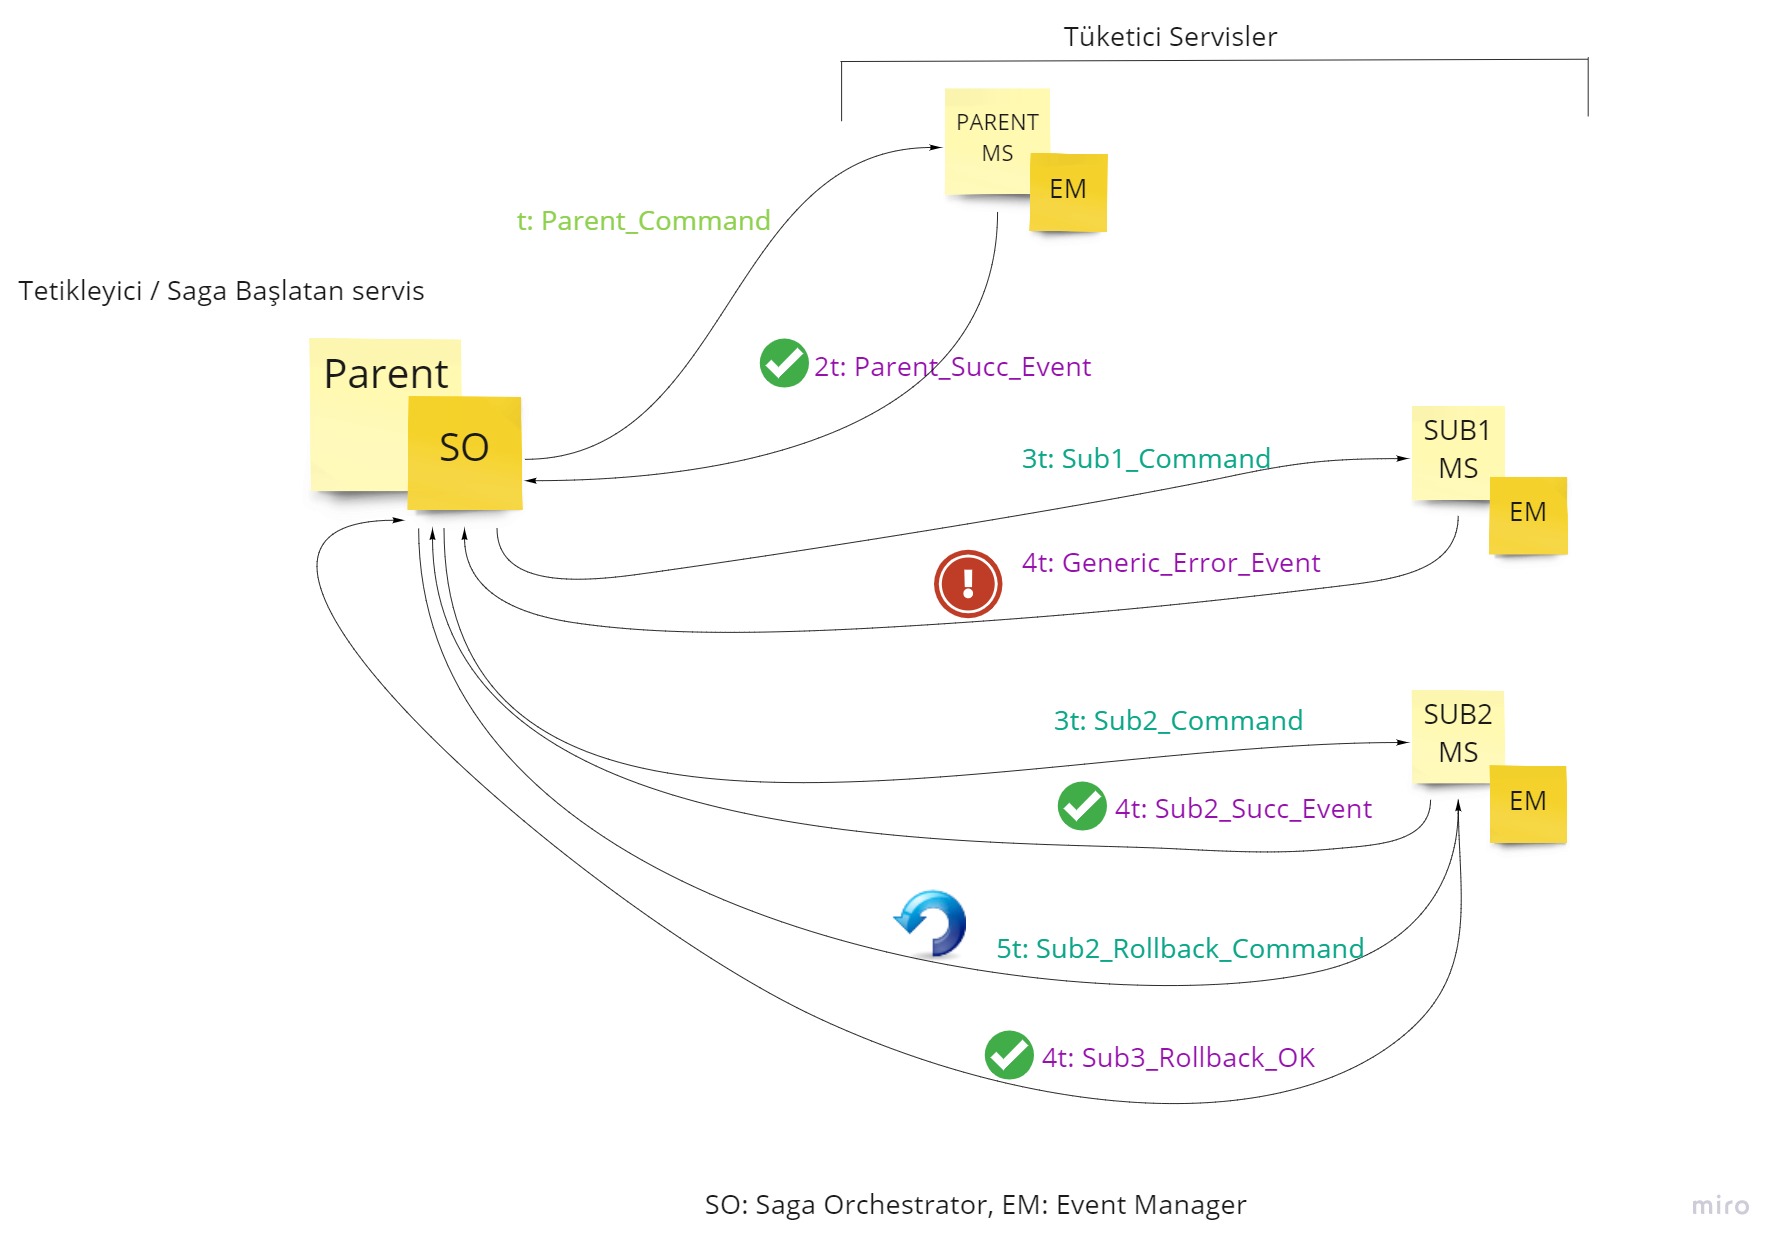 Tüketici Servisler
PARENT
MS
EM
t: Parent_Command
Tetikleyici / Saga Başlatan servis
Parent
SO
2t: Parent_Succ_Event
3t: Sub1_Command
SUB1
MS
EM
4t: Generic_Error_Event
3t: Sub2_Command
SUB2
MS
EM
4t: Sub2_Succ_Event
5t: Sub2_Rollback_Command
4t: Sub3_Rollback_OK
SO: Saga Orchestrator, EM: Event Manager
miro